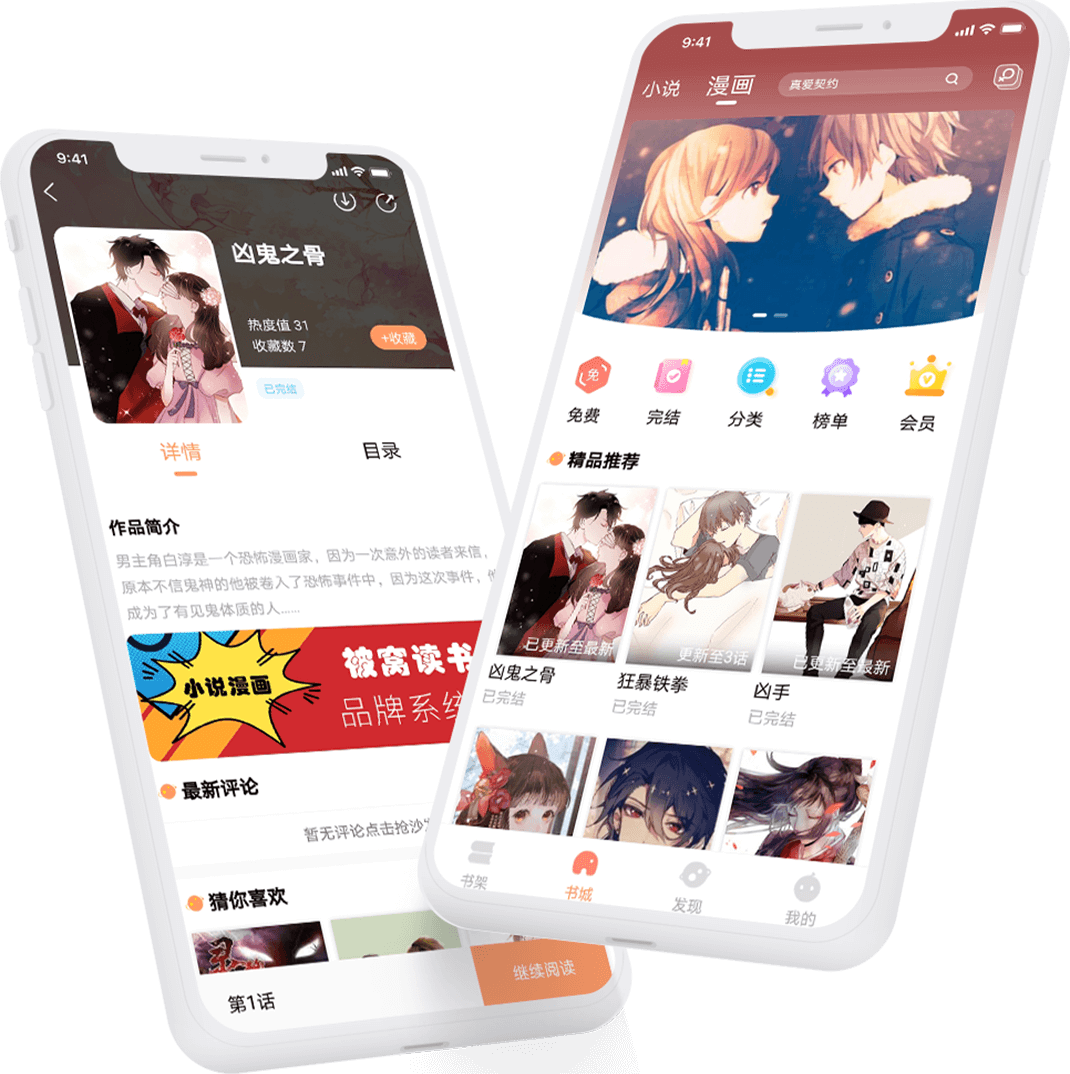 9:41
凶鬼之骨
热度值 31
收藏数 7
+收藏
已完结
详情
目录
作品简介
男主角白淳是一个恐怖漫画家，因为一次意外的读者来信，
原本不信鬼神的他被卷入了恐怖事件中，因为这次事件，
成为了有见鬼体质的人......
小说漫画
被窝读书
品牌系统
最新评论
暂无评论点击抢沙
猜你喜欢
第1话
继续阅读
9:41
小说
漫画
真爱契约
免
免费
完结
分类
榜单
会员
精品推荐
已更新至最新
更新至3话
已更新至最新
凶鬼之骨
狂暴铁拳
凶手
已完结
已完结
已完结
书架
书城
发现
我的